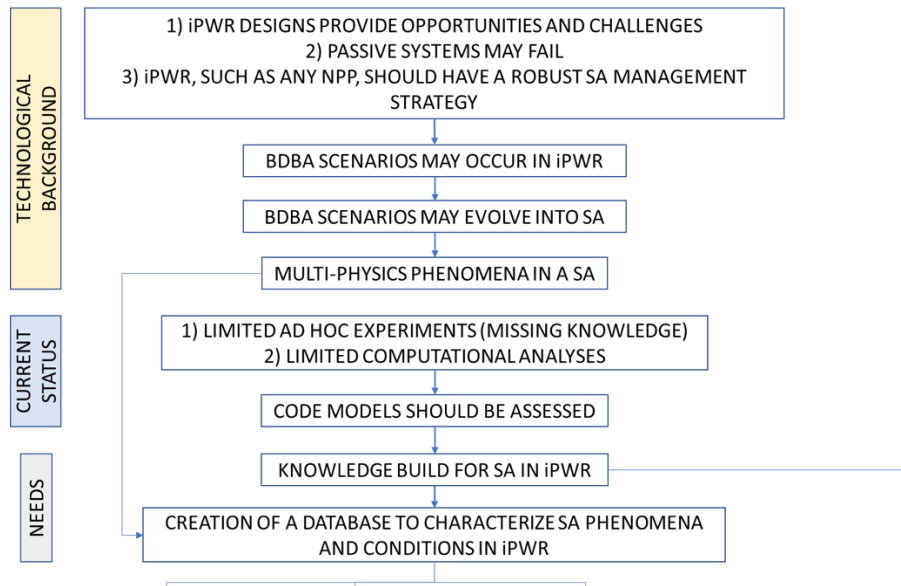 TECHNOLOGICAL
BACKGROUND
1) iPWR DESIGNS PROVIDE OPPORTUNITIES AND CHALLENGES
2) PASSIVE SYSTEMS MAY FAIL
3) iPWR, SUCH AS ANY NPP, SHOULD HAVE A ROBUST SA MANAGEMENT
STRATEGY
BDBA SCENARIOS MAY OCCUR IN iPWR
BDBA SCENARIOS MAY EVOLVE INTO SA
MULTI-PHYSICS PHENOMENA IN A SA
CURRENT
STATUS
1) LIMITED AD HOC EXPERIMENTS (MISSING KNOWLEDGE)
2) LIMITED COMPUTATIONAL ANALYSES
CODE MODELS SHOULD BE ASSESSED
NEEDS
KNOWLEDGE BUILD FOR SA IN iPWR
CREATION OF A DATABASE TO CHARACTERIZE SA PHENOMENA
AND CONDITIONS IN iPWR